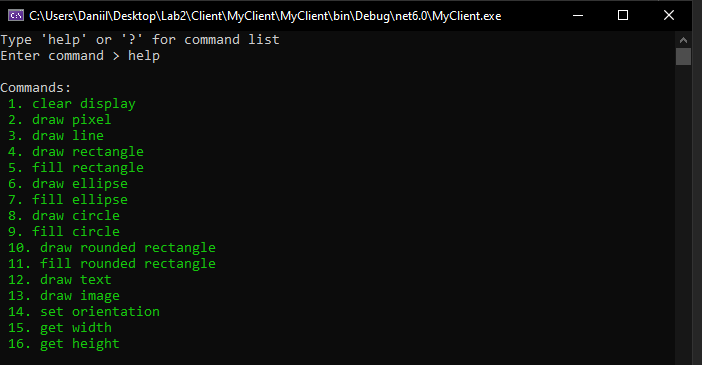 C:\Users\Daniil\Desktop\Lab2\Client\MyClient\MyClient\bin\Debug\net6.0\MyClient.exe
Type 'help' or '?' for command list
Enter command > help
Commands:
1. clear display
2. draw pixel
3. draw line
4. draw rectangle
5. fill rectangle
6. draw ellipse
7. fill ellipse
8. draw circle
9. fill circle
10. draw rounded rectangle
11. fill rounded rectangle
12. draw text
13. draw image
14. set orientation
15. get width
16. get height